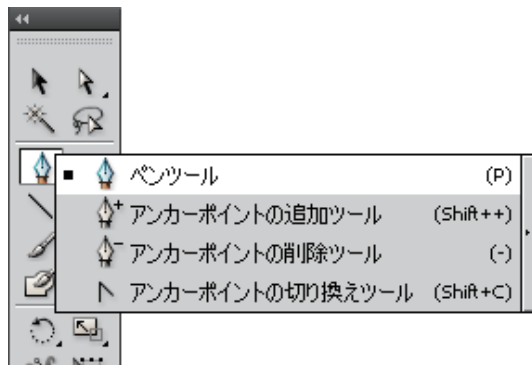 ペンツール (P)
アンカーポイントの追加ツール (Shift++)
アンカーポイントの削除ツール (-)
アンカーポイントの切り換えツール (Shift+C)